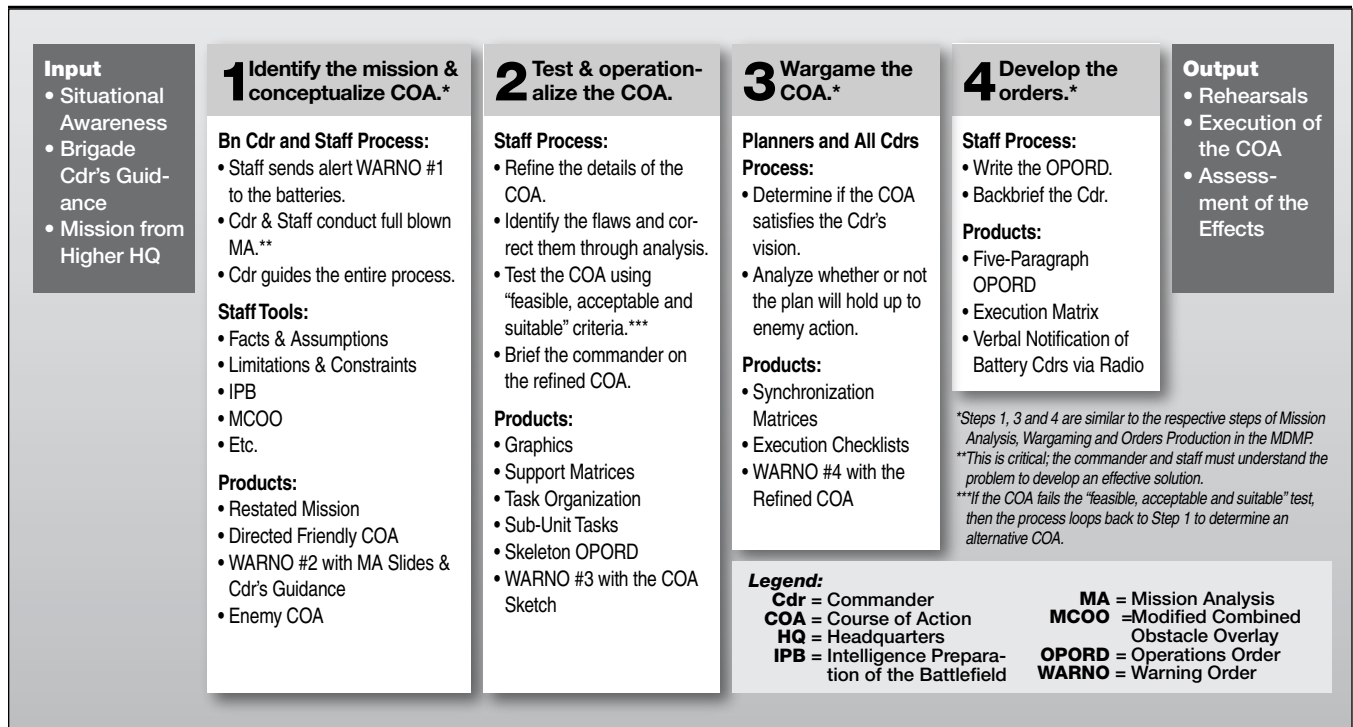 Input
• Situational
Awareness
• Brigade
Cdr's Guid-
ance
• Mission from
Higher HQ
1 Identify the mission &
conceptualize COA.*
Bn Cdr and Staff Process:
• Staff sends alert WARNO #1
to the batteries.
• Cdr & Staff conduct full blown
MA.**
• Cdr guides the entire process.
Staff Tools:
• Facts & Assumptions
• Limitations & Constraints
• IPB
• MCOO
• Etc.
Products:
• Restated Mission
• Directed Friendly COA
• WARNO #2 with MA Slides &
Cdr's Guidance
• Enemy COA
2 Test & operation-
alize the COA.
Staff Process:
• Refine the details of the
COA.
• Identify the flaws and cor-
rect them through analysis.
• Test the COA using
“feasible, acceptable and
suitable” criteria.***
• Brief the commander on
the refined COA.
Products:
• Graphics
• Support Matrices
• Task Organization
• Sub-Unit Tasks
• Skeleton OPORD
• WARNO #3 with the COA
Sketch
3 Wargame the
COA.*
Planners and All Cdrs
Process:
• Determine if the COA
satisfies the Cdr's
vision.
• Analyze whether or not
the plan will hold up to
enemy action.
Products:
• Synchronization
Matrices
• Execution Checklists
• WARNO #4 with the
Refined COA
4 Develop the
orders.*
Staff Process:
• Write the OPORD.
• Backbrief the Cdr.
Products:
• Five-Paragraph
OPORD
• Execution Matrix
• Verbal Notification of
Battery Cdrs via Radio
Output
• Rehearsals
• Execution of
the COA
• Assess-
ment of the
Effects
*Steps 1, 3 and 4 are similar to the respective steps of Mission
Analysis, Wargaming and Orders Production in the MDMP.
**This is critical; the commander and staff must understand the
problem to develop an effective solution.
***If the COA fails the “feasible, acceptable and suitable” test,
then the process loops back to Step 1 to determine an
alternative COA.
Legend:
Cdr = Commander
COA = Course of Action
HQ = Headquarters
IPB = Intelligence Prepara-
tion of the Battlefield
MA = Mission Analysis
MCOO =Modified Combined
Obstacle Overlay
OPORD = Operations Order
WARNO = Warning Order